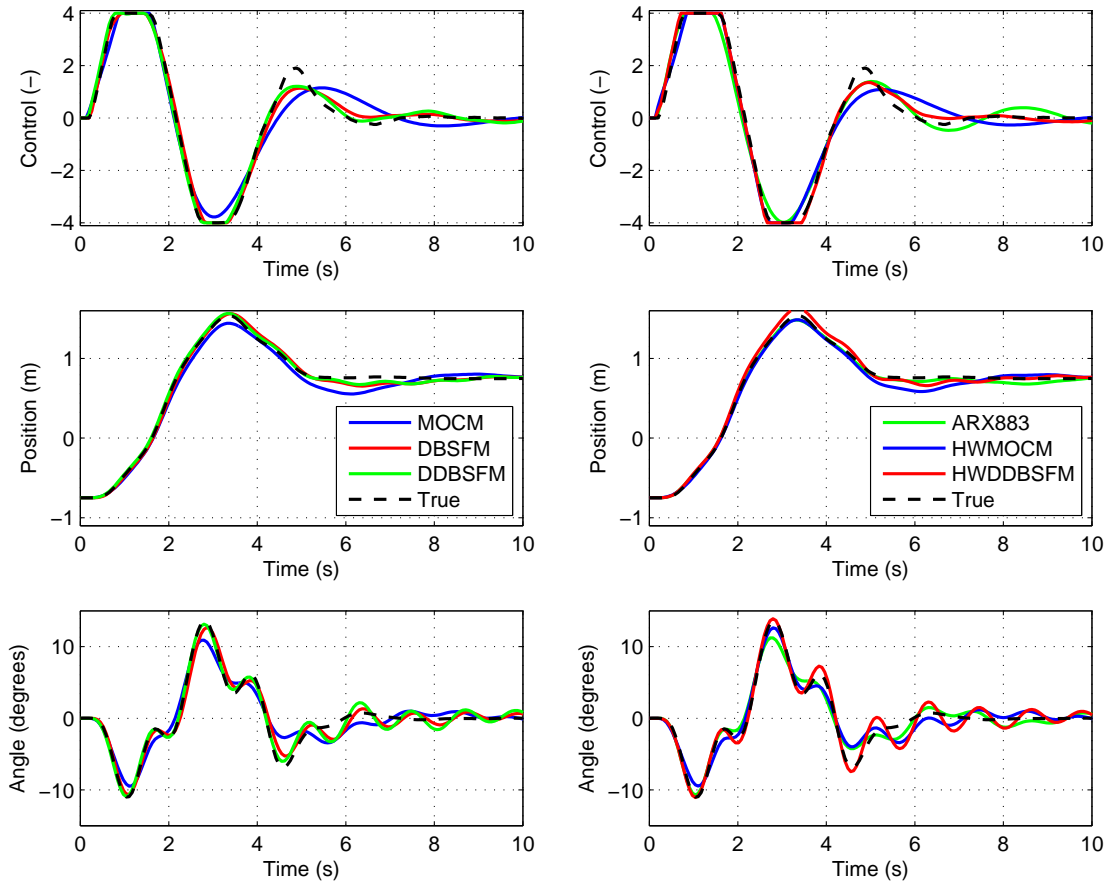 4
2
0
−2
−4
Control (−)
0 2 4 6 8 10
Time (s)
4
2
0
−2
−4
Control (−)
0 2 4 6 8 10
Time (s)
1
0
−1
Position (m)
MOCM
DBSFM
DDBSFM
True
0 2 4 6 8 10
Time (s)
1
0
−1
Position (m)
ARX883
HWMOCM
HWDDBSFM
True
0 2 4 6 8 10
Time (s)
10
0
−10
Angle (degrees)
0 2 4 6 8 10
Time (s)
10
0
−10
Angle (degrees)
0 2 4 6 8 10
Time (s)